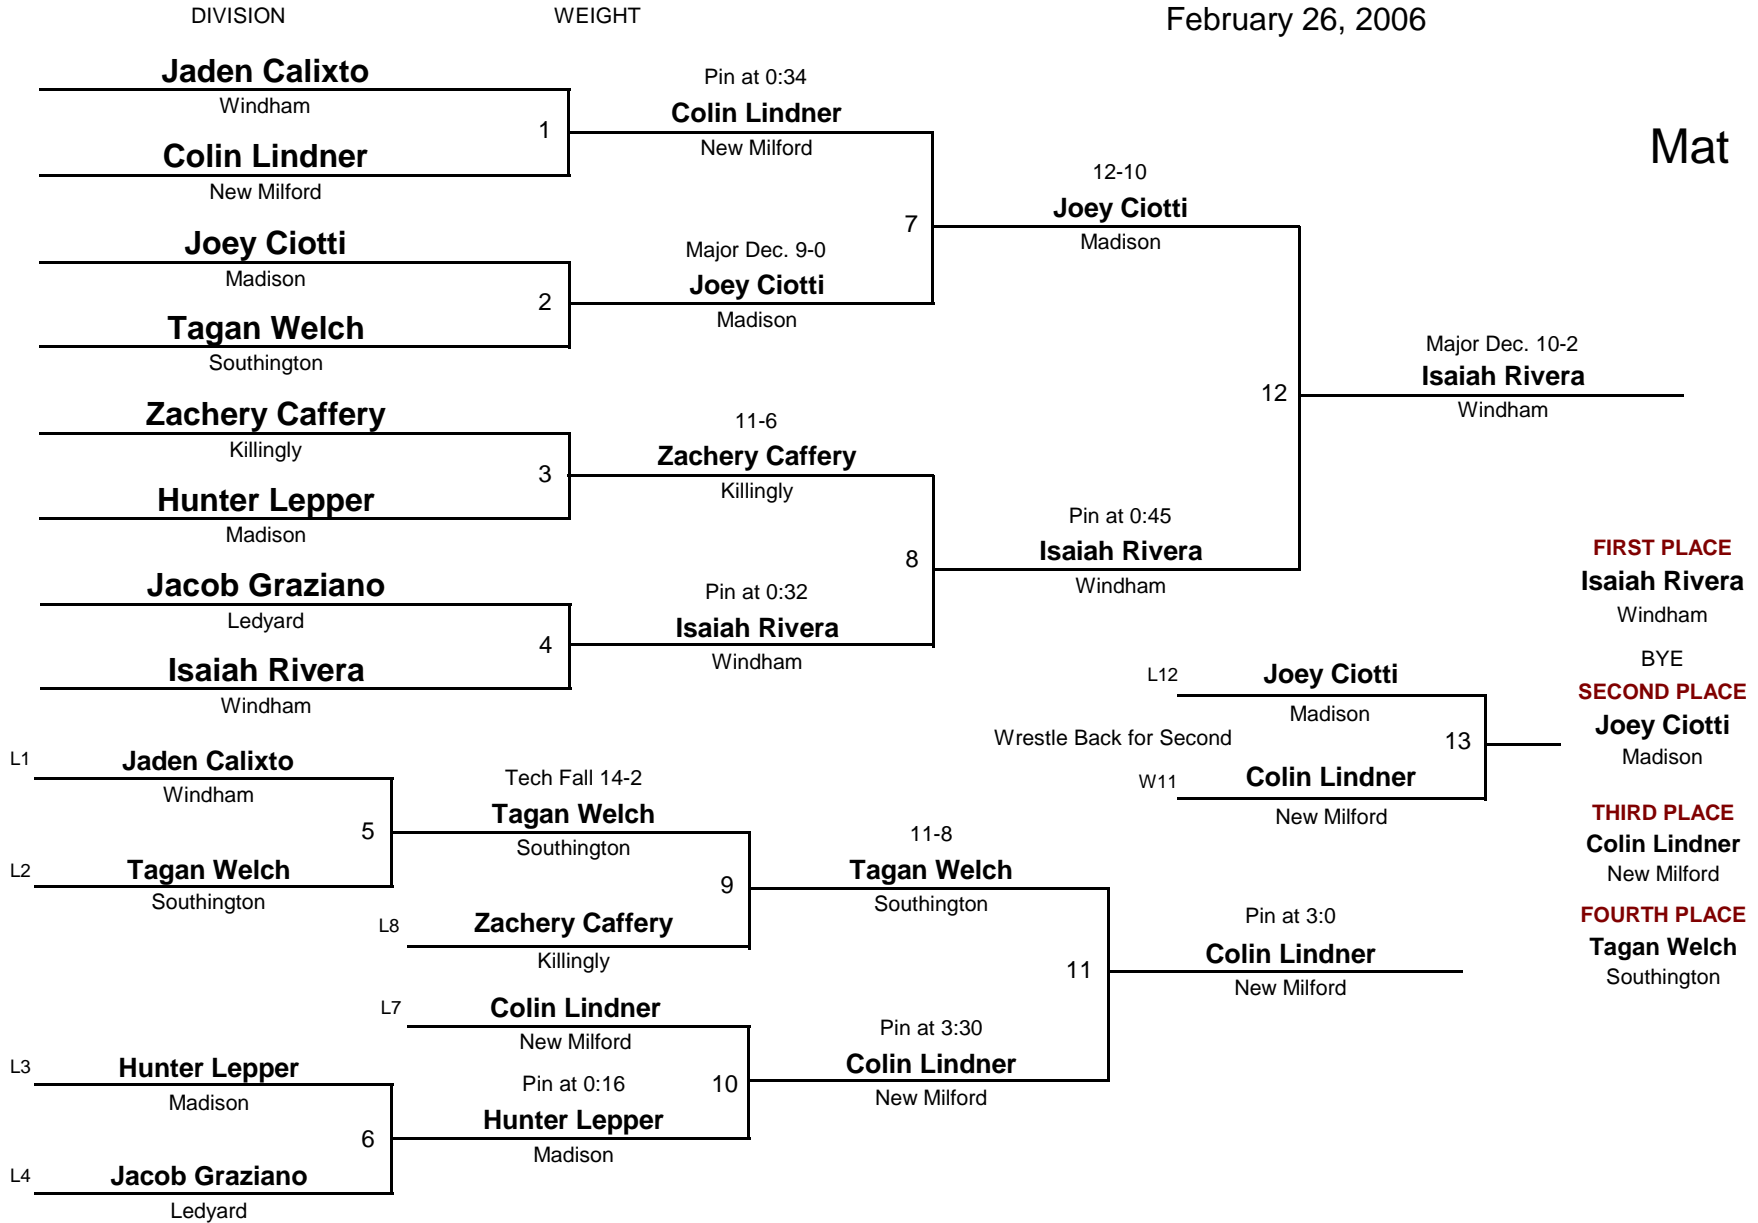 DIVISION WEIGHT February 26, 2006
Jaden Calixto
Windham
1
Colin Lindner
New Milford
Pin at 0:34
Colin Lindner
New Milford
Mat
Joey Ciotti
Madison
2
Tagan Welch
Southington
Major Dec. 9-0
Joey Ciotti
Madison
7
12-10
Joey Ciotti
Madison
Zachery Caffery
Killingly
3
Hunter Lepper
Madison
11-6
Zachery Caffery
Killingly
Jacob Graziano
Ledyard
4
Isaiah Rivera
Windham
Pin at 0:32
Isaiah Rivera
Windham
8
Pin at 0:45
Isaiah Rivera
Windham
12
Major Dec. 10-2
Isaiah Rivera
Windham
L1 Jaden Calixto
Windham
5
L2 Tagan Welch
Southington
Tech Fall 14-2
Tagan Welch
Southington
9
L8 Zachery Caffery
Killingly
11-8
Tagan Welch
Southington
L7 Colin Lindner
New Milford
L3 Hunter Lepper
Madison
6
L4 Jacob Graziano
Ledyard
Pin at 0:16
Hunter Lepper
Madison
10
Pin at 3:30
Colin Lindner
New Milford
11
Pin at 3:0
Colin Lindner
New Milford
L12 Joey Ciotti
Madison
Wrestle Back for Second
13
W11 Colin Lindner
New Milford
FIRST PLACE
Isaiah Rivera
Windham
BYE
SECOND PLACE
Joey Ciotti
Madison
THIRD PLACE
Colin Lindner
New Milford
FOURTH PLACE
Tagan Welch
Southington